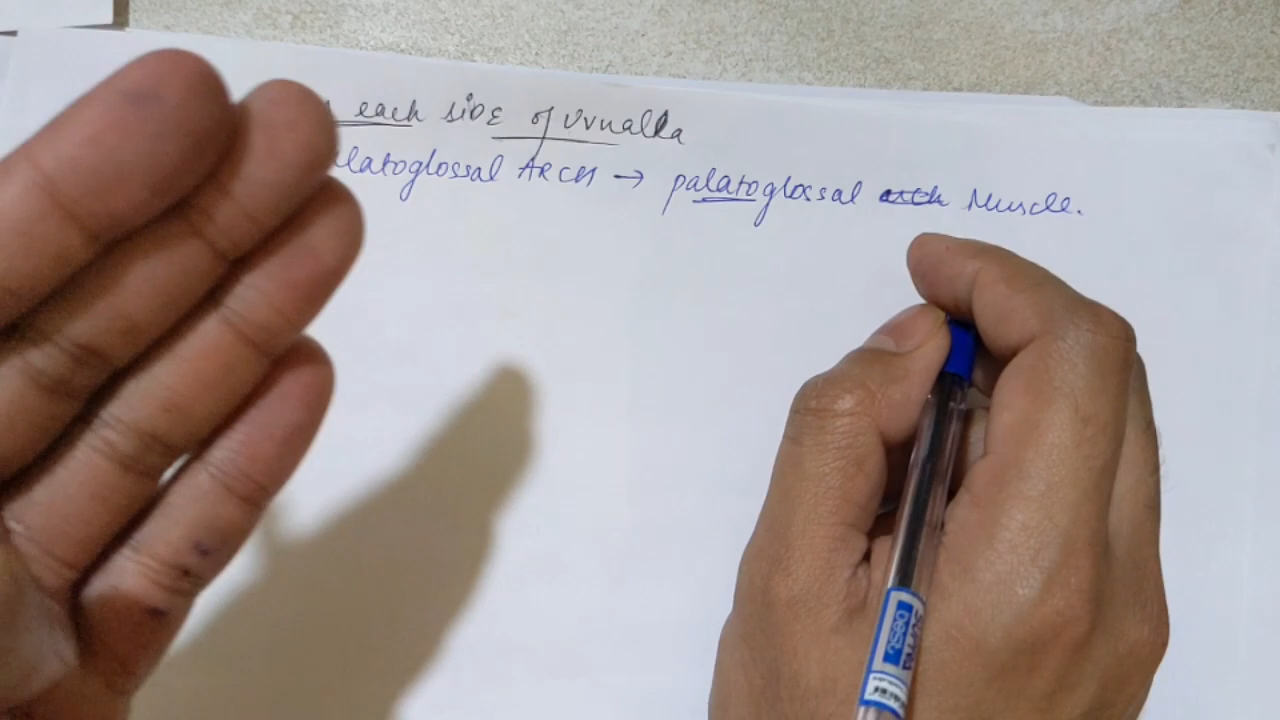 each siDE of Uvualla
latoglossal ARCH → palatoglossal arch Muscle.